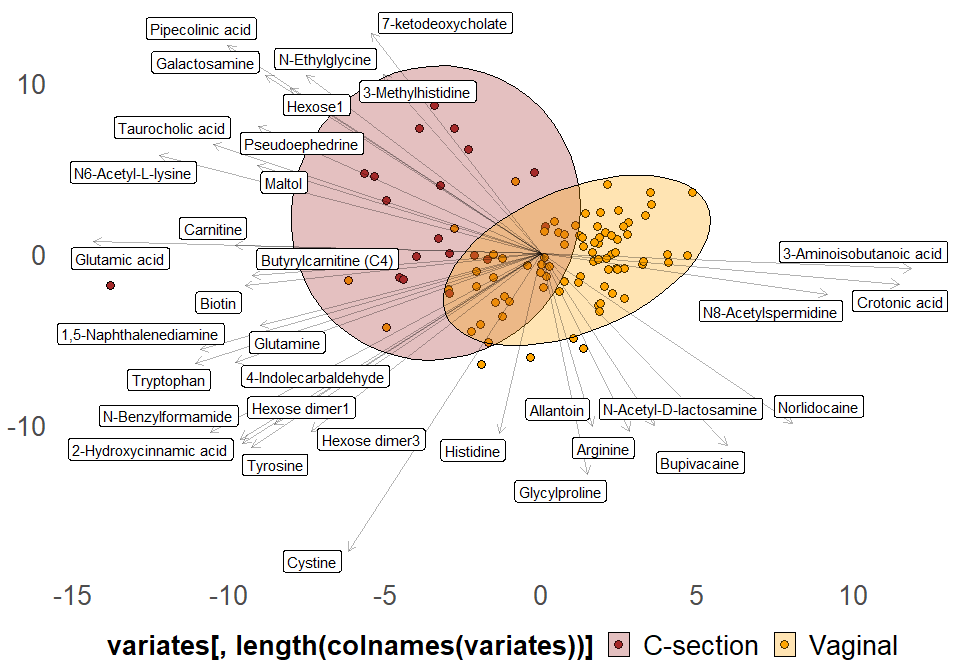 7-ketodeoxycholate
Pipecolinic acid
N-Ethylglycine
Galactosamine
10
3-Methylhistidine
Hexose1
Taurocholic acid
Pseudoephedrine
N6-Acetyl-L-lysine
Maltol
Carnitine
0
Glutamic acid
Butyrylcarnitine (C4)
3-Aminoisobutanoic acid
Biotin
Crotonic acid
N8-Acetylspermidine
1,5-Naphthalenediamine
Glutamine
Tryptophan
4-Indolecarbaldehyde
N-Benzylformamide
Hexose dimer1
Allantoin
N-Acetyl-D-lactosamine
Norlidocaine
-10
2-Hydroxycinnamic acid
Hexose dimer3
Histidine
Arginine
Tyrosine
Bupivacaine
Glycylproline
Cystine
-15 -10 -5 0 5 10
variates[, length(colnames(variates))] C-section Vaginal